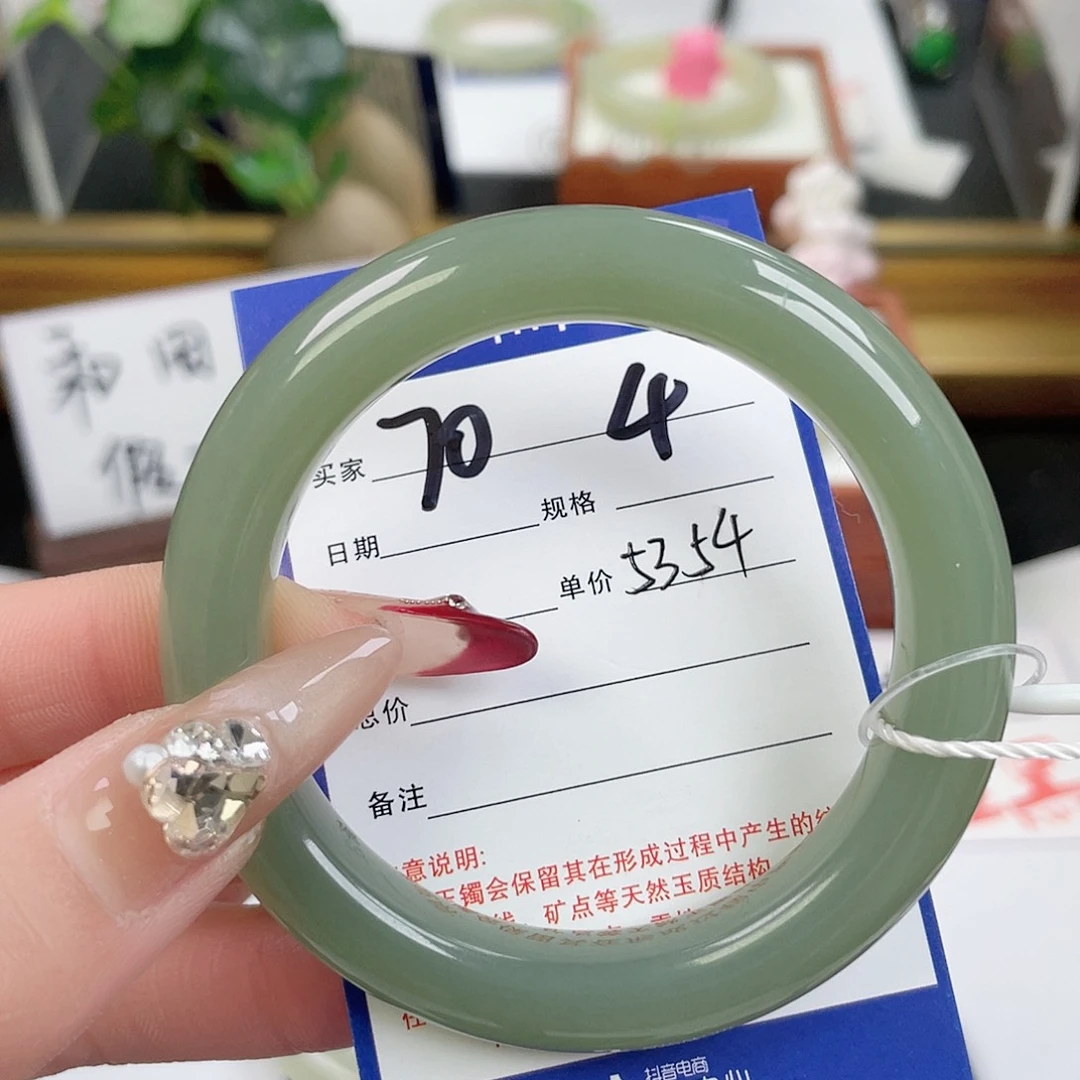 和田
假
买家 70 4
日期 规格
单价 5354
总价
备注
意说明:
玉镯会保留其在形成过程中产生的
、矿点等天然玉质结构
抖音电商